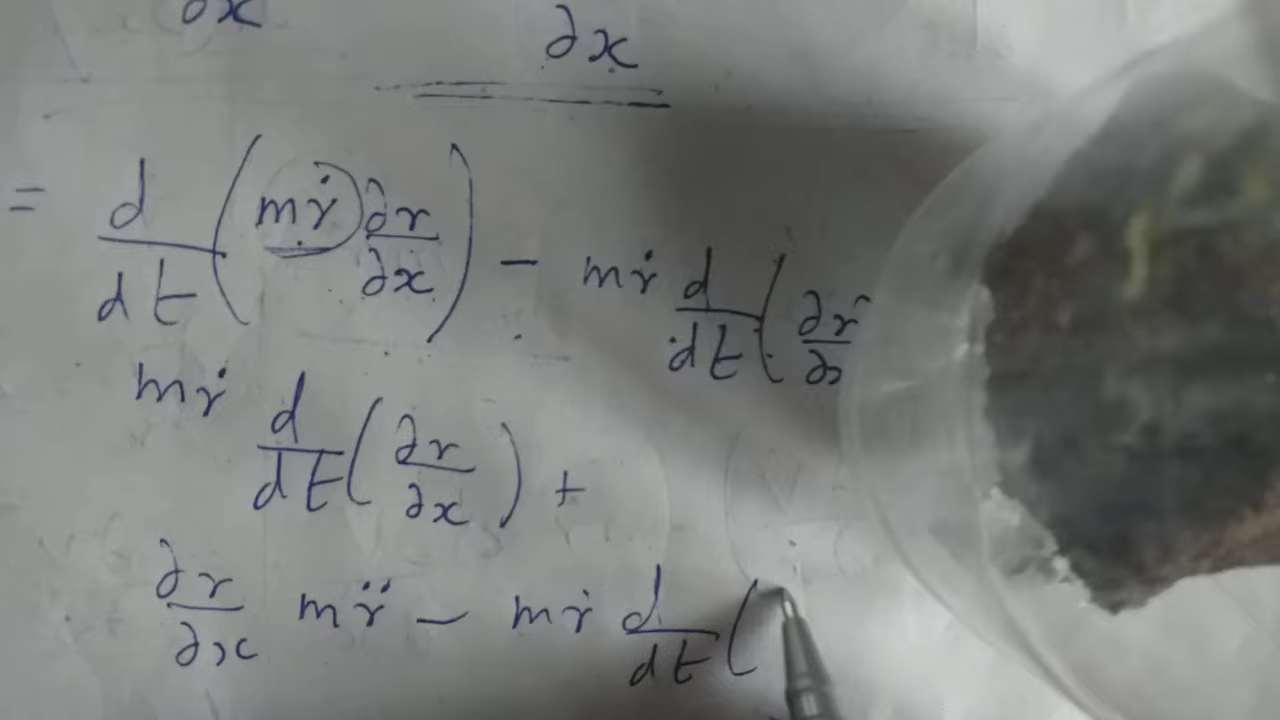 ∂x ∂x
= d/dt (mṙ ∂r/∂x) - mṙ d/dt (∂r/∂
mṙ d/dt (∂r/∂x) +
∂r/∂x mr̈ - mṙ d/dt (